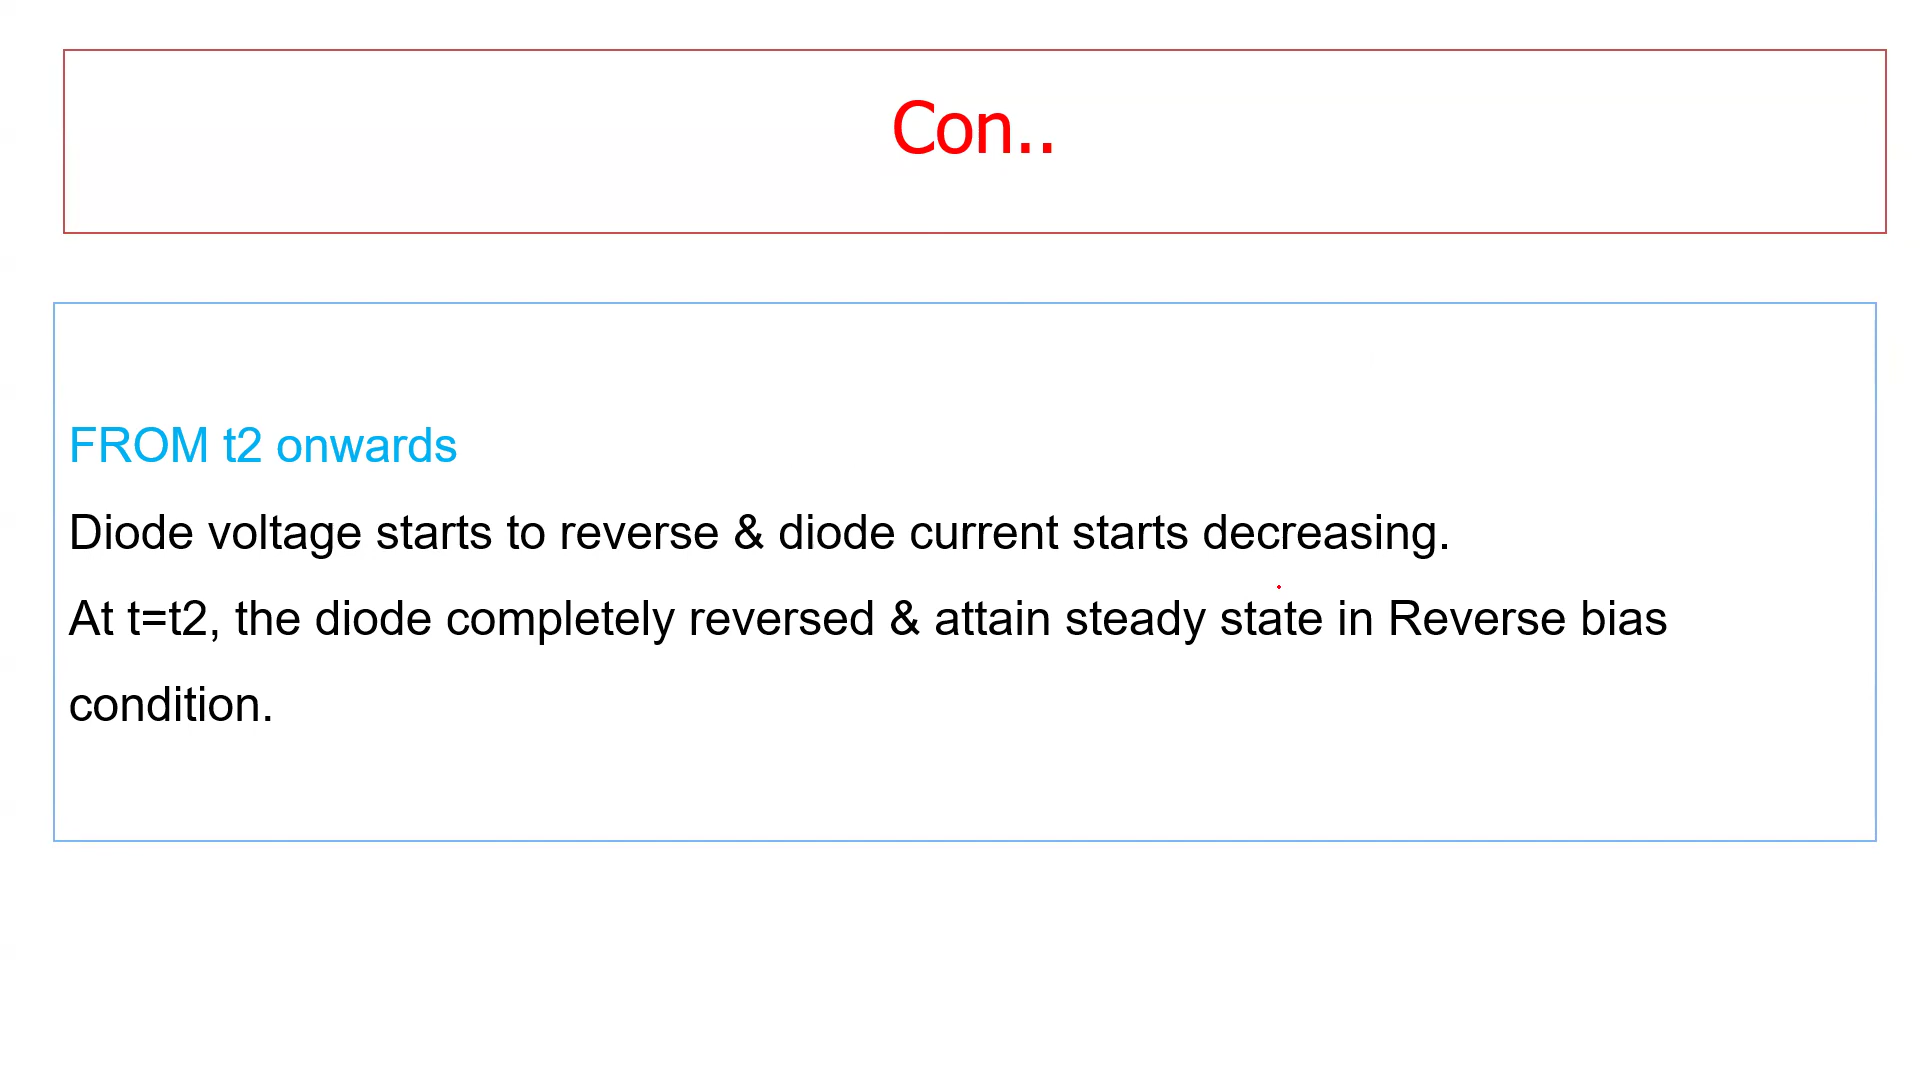 Con..
FROM t2 onwards
Diode voltage starts to reverse & diode current starts decreasing.
At t=t2, the diode completely reversed & attain steady state in Reverse bias
condition.